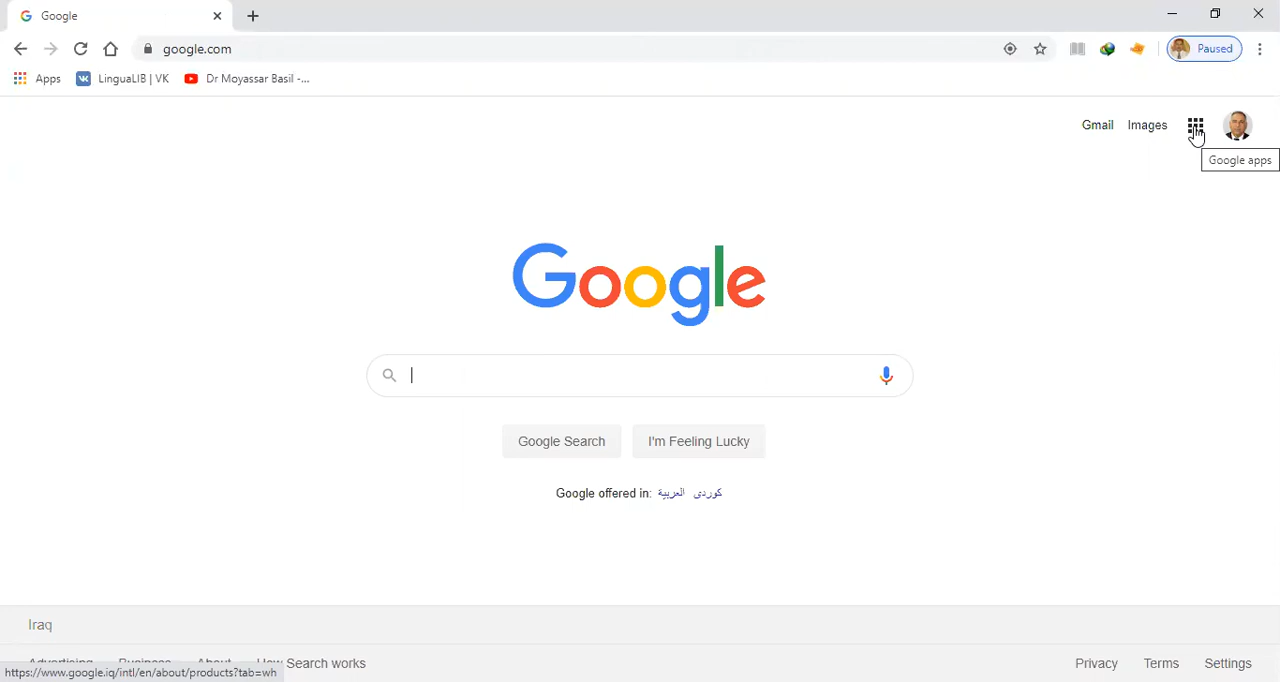 Google
google.com
Paused
Apps
LinguaLIB | VK
Dr Moyassar Basil -...
Gmail
Images
Google apps
Google
Google Search
I'm Feeling Lucky
Google offered in: العربية كوردی
Iraq
Advertising Business About How Search works
Privacy
Terms
Settings
https://www.google.iq/intl/en/about/products?tab=wh